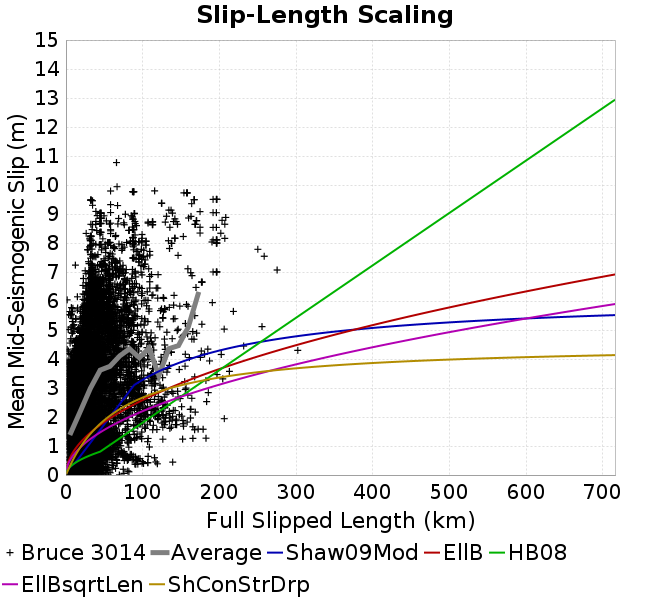 Slip-Length Scaling
Mean Mid-Seismogenic Slip (m)
15
14
13
12
11
10
9
8
7
6
5
4
3
2
1
0
0 100 200 300 400 500 600 700
Full Slipped Length (km)
Bruce 3014 Average Shaw09Mod EllB HB08
EllBsqrtLen ShConStrDrp